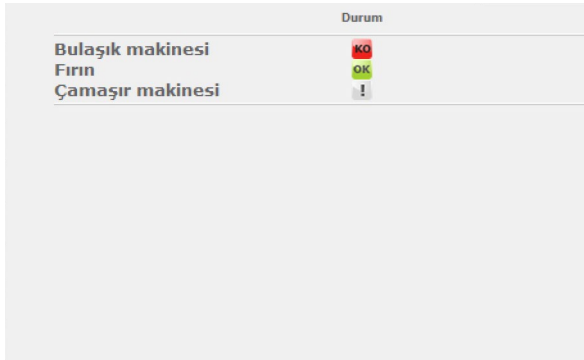 Durum
Bulaşık makinesi KO
Fırın OK
Çamaşır makinesi !